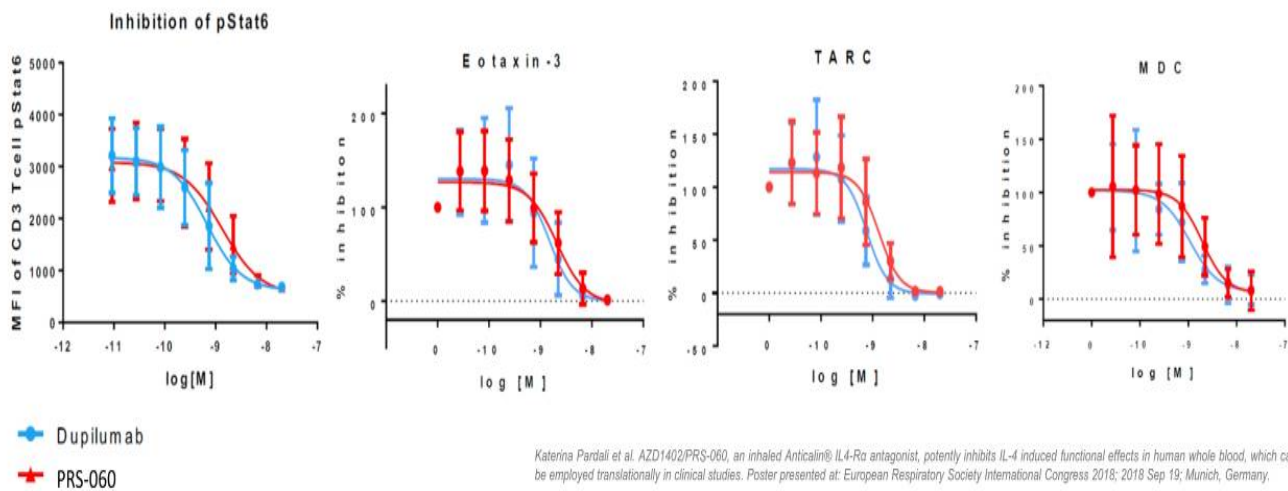 Inhibition of pStat6
MFI of CD3 Tcell pStat6
5000
4000
3000
2000
1000
0
-12 -11 -10 -9 -8 -7
log[M]
Eotaxin-3
% inhibition
200
100
0
0 -10 -9 -8 -7
log [M]
TARC
% inhibition
200
150
100
50
0
-50
0 -10 -9 -8 -7
log [M]
MDC
% inhibition
200
150
100
50
0
-12 0 -10 -9 -8 -7
log [M]
Dupilumab
PRS-060
Katerina Pardali et al. AZD1402/PRS-060, an inhaled Anticalin® IL4-Rα antagonist, potently inhibits IL-4 induced functional effects in human whole blood, which ca
be employed translationally in clinical studies. Poster presented at: European Respiratory Society International Congress 2018; 2018 Sep 19; Munich, Germany.